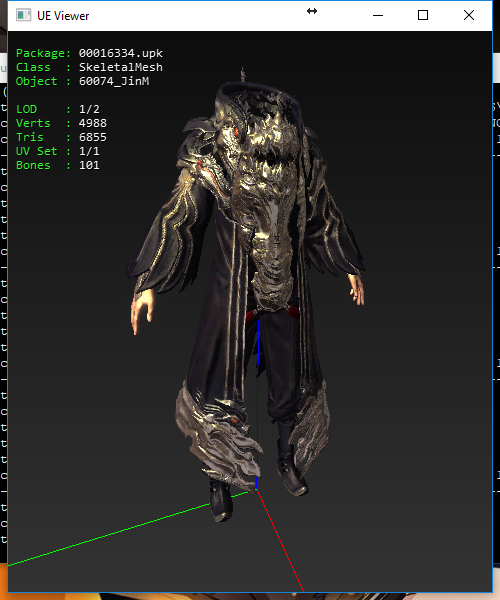 UE Viewer
Package: 00016334.upk
Class : SkeletalMesh
Object : 60074_JinM
LOD : 1/2
Verts : 4988
Tris : 6855
UV Set : 1/1
Bones : 101